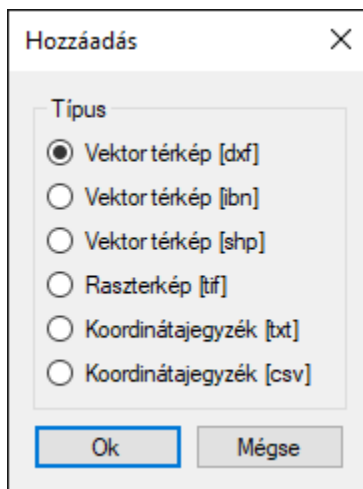 Hozzáadás
Típus
Vektor térkép [dxf]
Vektor térkép [ibn]
Vektor térkép [shp]
Raszterkép [tif]
Koordinátajegyzék [txt]
Koordinátajegyzék [csv]
Ok Mégse